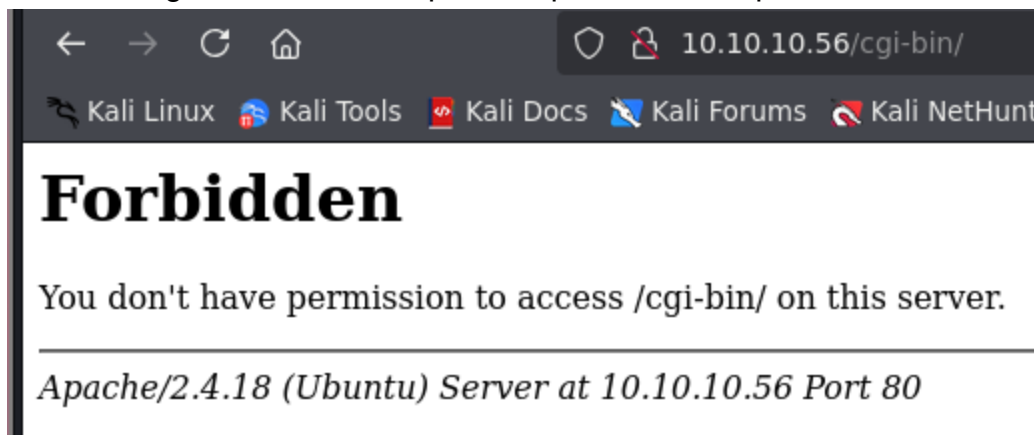 10.10.10.56/cgi-bin/
Kali Linux Kali Tools Kali Docs Kali Forums Kali NetHunt
Forbidden
You don't have permission to access /cgi-bin/ on this server.
Apache/2.4.18 (Ubuntu) Server at 10.10.10.56 Port 80